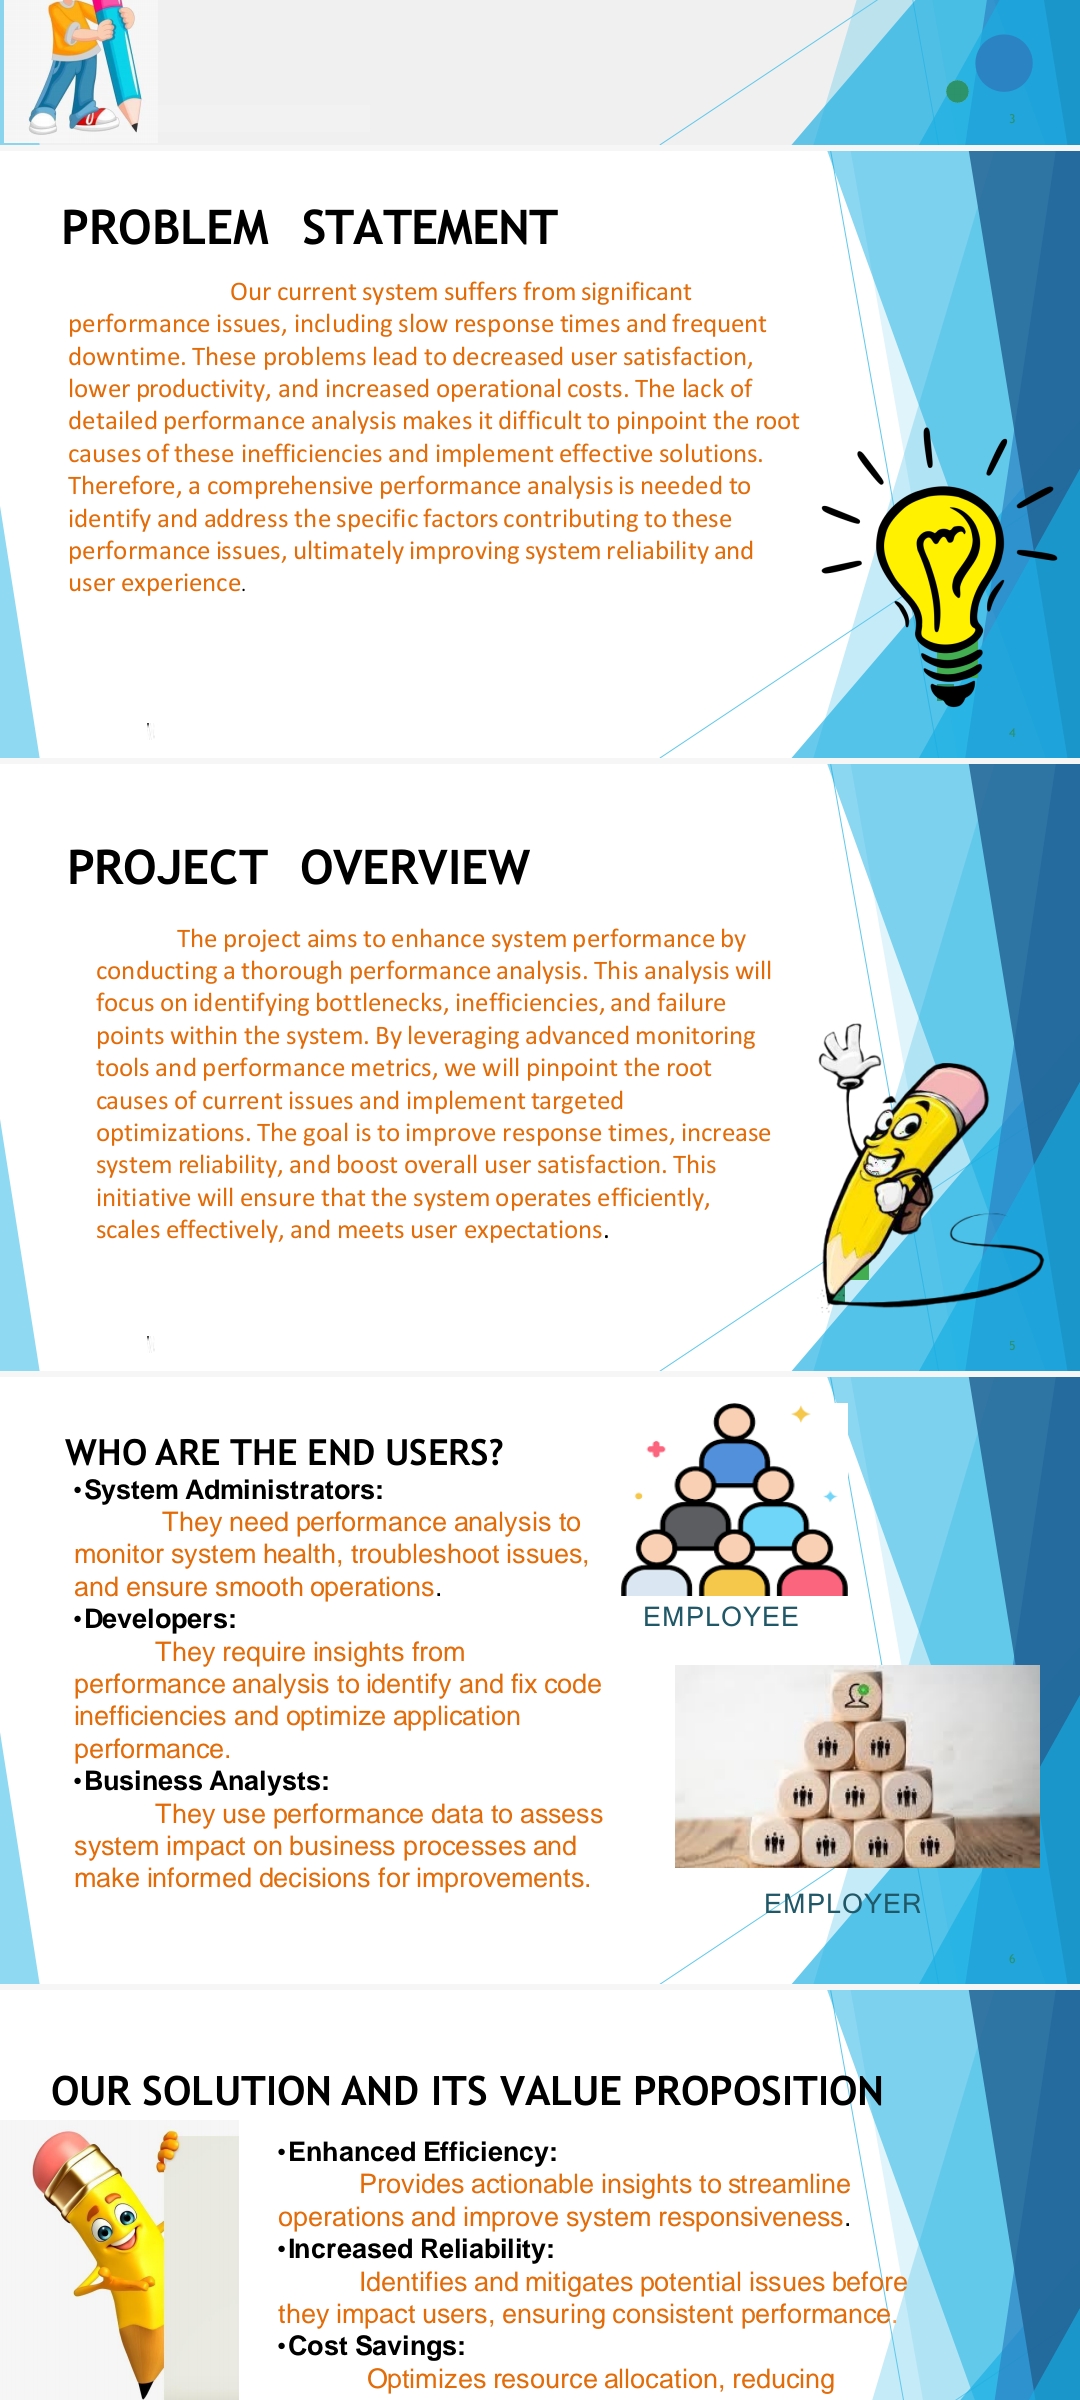 3
PROBLEM STATEMENT
Our current system suffers from significant
performance issues, including slow response times and frequent
downtime. These problems lead to decreased user satisfaction,
lower productivity, and increased operational costs. The lack of
detailed performance analysis makes it difficult to pinpoint the root
causes of these inefficiencies and implement effective solutions.
Therefore, a comprehensive performance analysis is needed to
identify and address the specific factors contributing to these
performance issues, ultimately improving system reliability and
user experience.
4
PROJECT OVERVIEW
The project aims to enhance system performance by
conducting a thorough performance analysis. This analysis will
focus on identifying bottlenecks, inefficiencies, and failure
points within the system. By leveraging advanced monitoring
tools and performance metrics, we will pinpoint the root
causes of current issues and implement targeted
optimizations. The goal is to improve response times, increase
system reliability, and boost overall user satisfaction. This
initiative will ensure that the system operates efficiently,
scales effectively, and meets user expectations.
5
WHO ARE THE END USERS?
•System Administrators:
They need performance analysis to
monitor system health, troubleshoot issues,
and ensure smooth operations.
•Developers:
They require insights from
performance analysis to identify and fix code
inefficiencies and optimize application
performance.
•Business Analysts:
They use performance data to assess
system impact on business processes and
make informed decisions for improvements.
EMPLOYEE
EMPLOYER
6
OUR SOLUTION AND ITS VALUE PROPOSITION
•Enhanced Efficiency:
Provides actionable insights to streamline
operations and improve system responsiveness.
•Increased Reliability:
Identifies and mitigates potential issues before
they impact users, ensuring consistent performance.
•Cost Savings:
Optimizes resource allocation, reducing